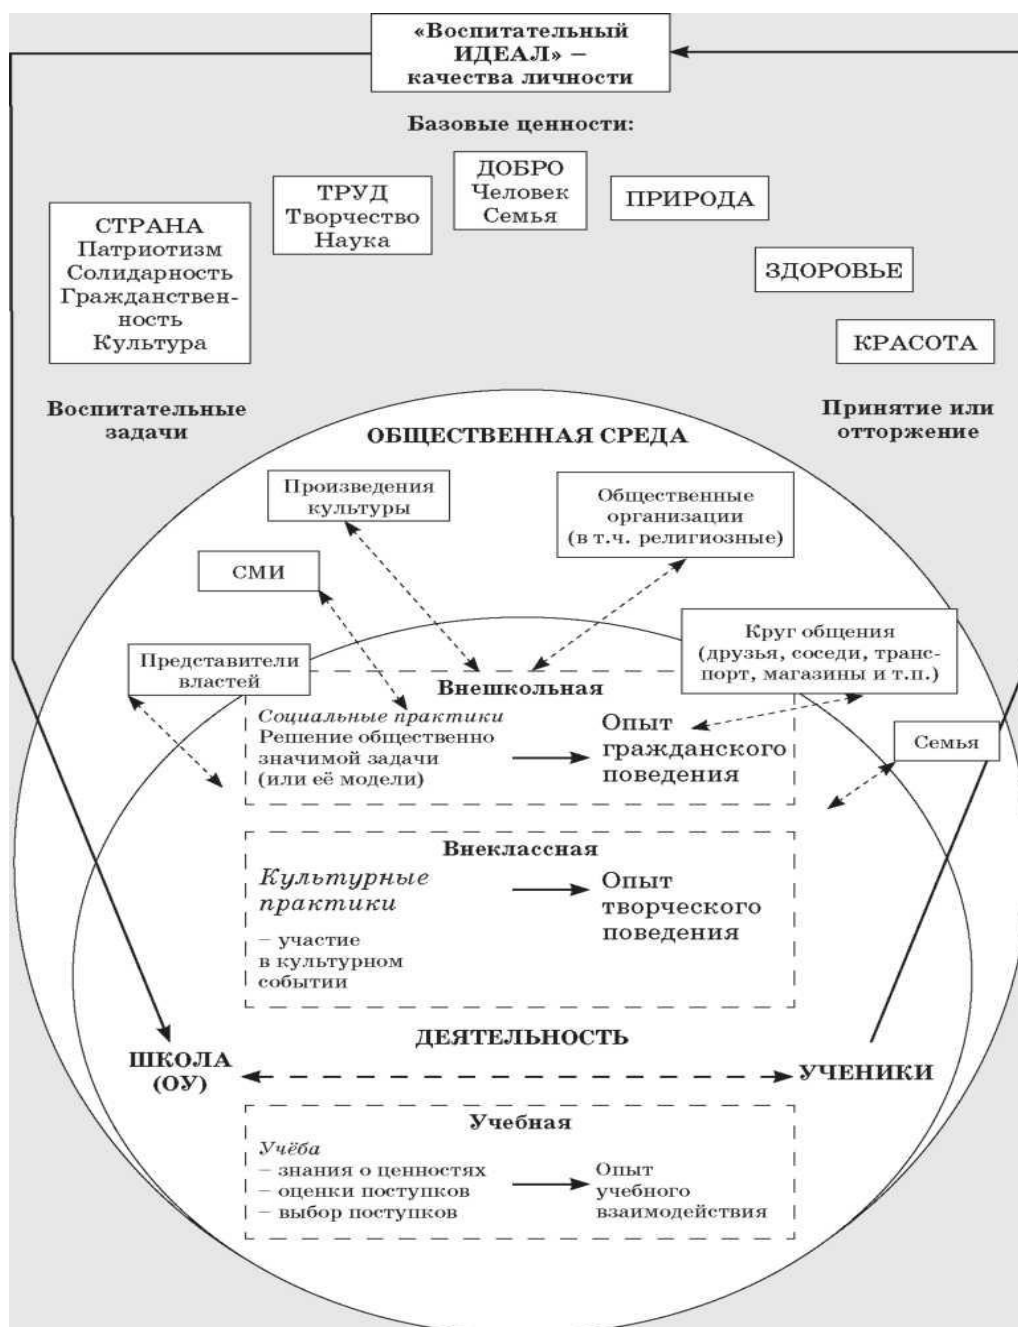 «Воспитательный
ИДЕАЛ» –
качества личности
Базовые ценности:
СТРАНА
Патриотизм
Солидарность
Гражданствен-
ность
Культура
ТРУД
Творчество
Наука
ДОБРО
Человек
Семья
ПРИРОДА
ЗДОРОВЬЕ
КРАСОТА
Воспитательные
задачи
Принятие или
отторжение
ОБЩЕСТВЕННАЯ СРЕДА
Произведения
культуры
Общественные
организации
(в т.ч. религиозные)
СМИ
Представители
властей
Круг общения
(друзья, соседи, транс-
порт, магазины и т.п.)
Семья
Внешкольная
Социальные практики
Решение общественно
значимой задачи
(или её модели)
Опыт
гражданского
поведения
Внеклассная
Культурные
практики
– участие
в культурном
событии
Опыт
творческого
поведения
ДЕЯТЕЛЬНОСТЬ
ШКОЛА
(ОУ)
УЧЕНИКИ
Учебная
Учёба
– знания о ценностях
– оценки поступков
– выбор поступков
Опыт
учебного
взаимодействия